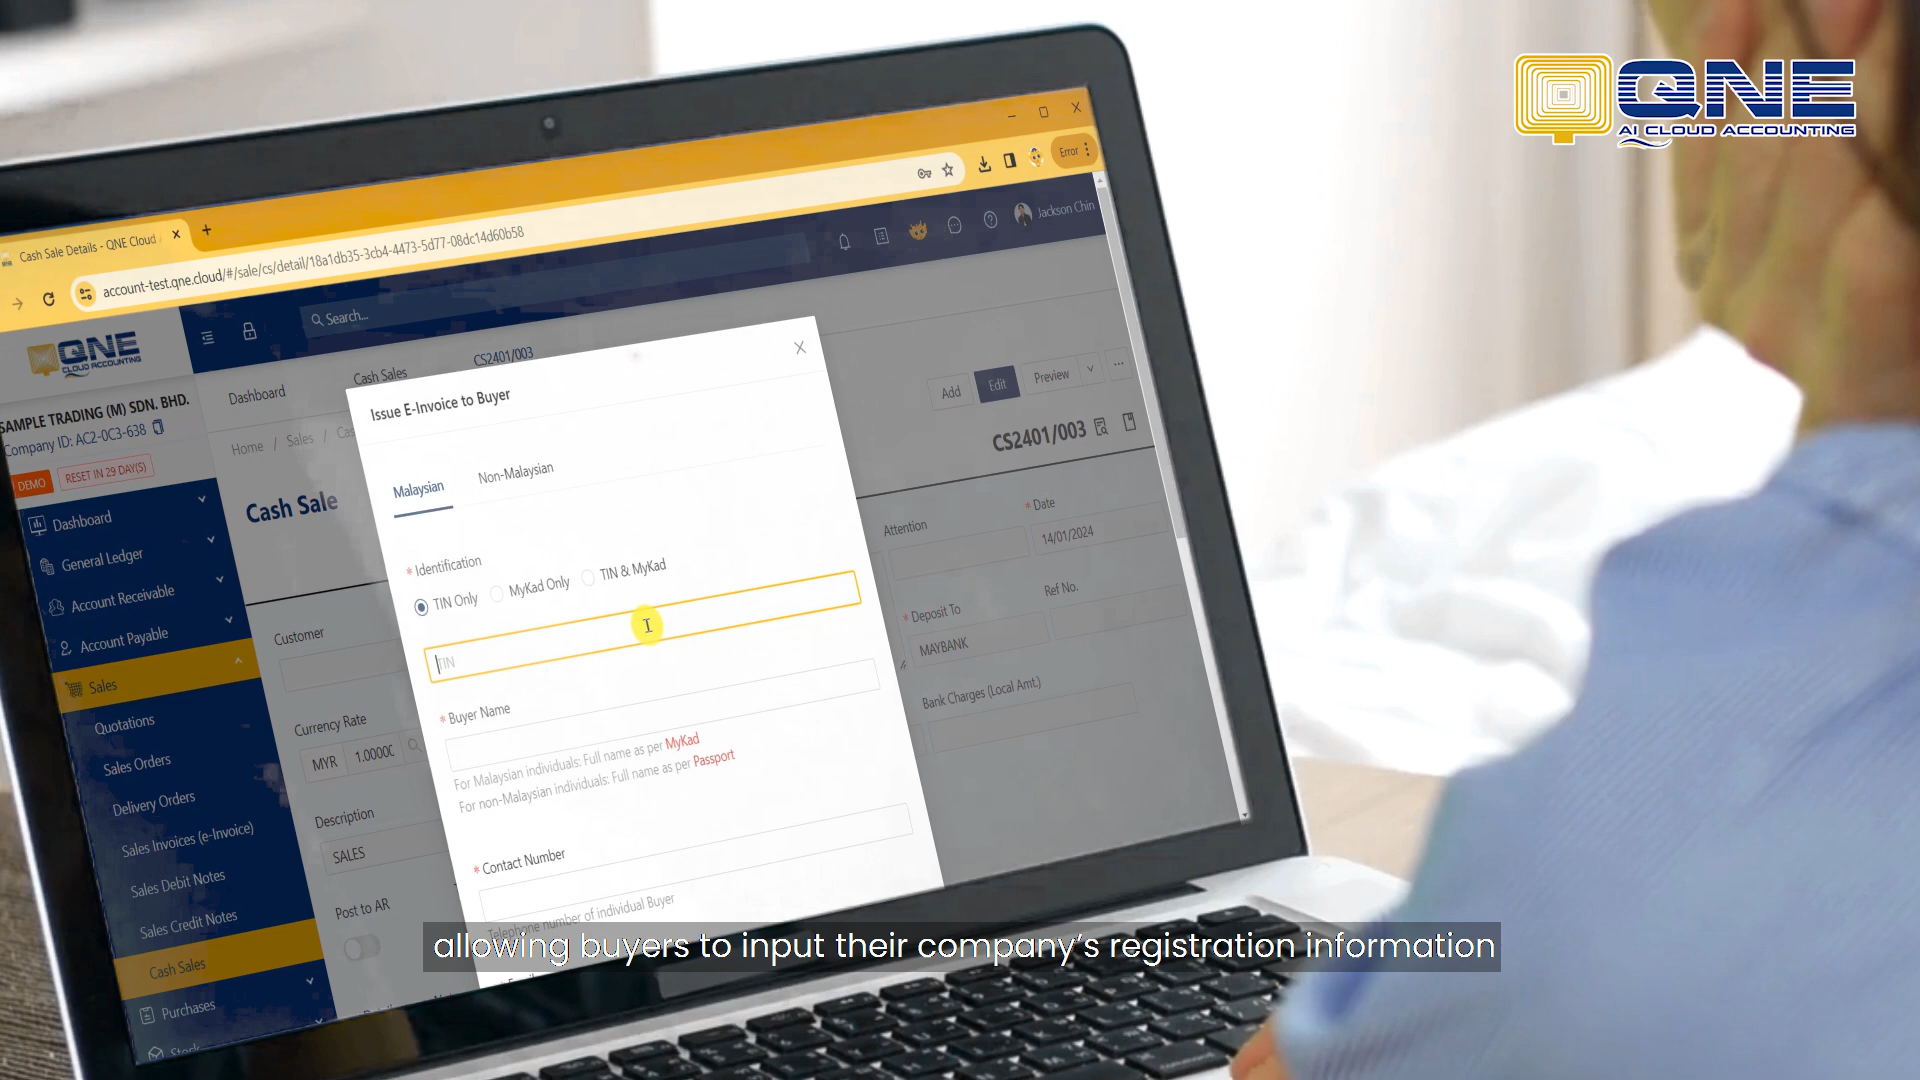 QNE
AI CLOUD ACCOUNTING
Cash Sale Details - QNE Cloud
Error
account-test.qne.cloud/#/sale/cs/detail/18a1db35-3cb4-4473-5d77-08dc14d60b58
QNE
CLOUD ACCOUNTING
Search...
Jackson Chin
SAMPLE TRADING (M) SDN. BHD.
Company ID: AC2-0C3-638
DEMO
RESET IN 29 DAY(S)
Dashboard
General Ledger
Account Receivable
Account Payable
Sales
Quotations
Sales Orders
Delivery Orders
Sales Invoices (e-Invoice)
Sales Debit Notes
Sales Credit Notes
Cash Sales
Purchases
Stock
Dashboard
Cash Sales
CS2401/003
Home / Sales /
Add
Edit
Preview
CS2401/003
Cash Sale
Customer
Currency Rate
MYR
Description
SALES
Post to AR
Attention
* Date
14/01/2024
* Deposit To
MAYBANK
Ref No.
Bank Charges (Local Amt.)
Issue E-Invoice to Buyer
Malaysian
Non-Malaysian
* Identification
TIN Only
MyKad Only
TIN & MyKad
TIN
* Buyer Name
For Malaysian individuals: Full name as per MyKad
For non-Malaysian individuals: Full name as per Passport
* Contact Number
Telephone number of individual Buyer
allowing buyers to input their company's registration information